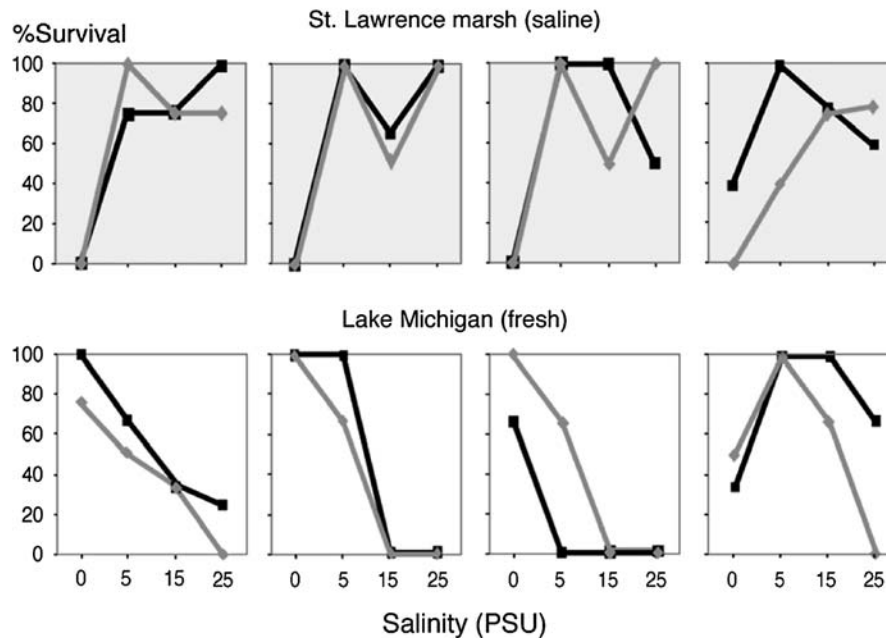 St. Lawrence marsh (saline)
%Survival
100
80
60
40
20
0
Lake Michigan (fresh)
100
80
60
40
20
0
0 5 15 25 0 5 15 25 0 5 15 25 0 5 15 25
Salinity (PSU)